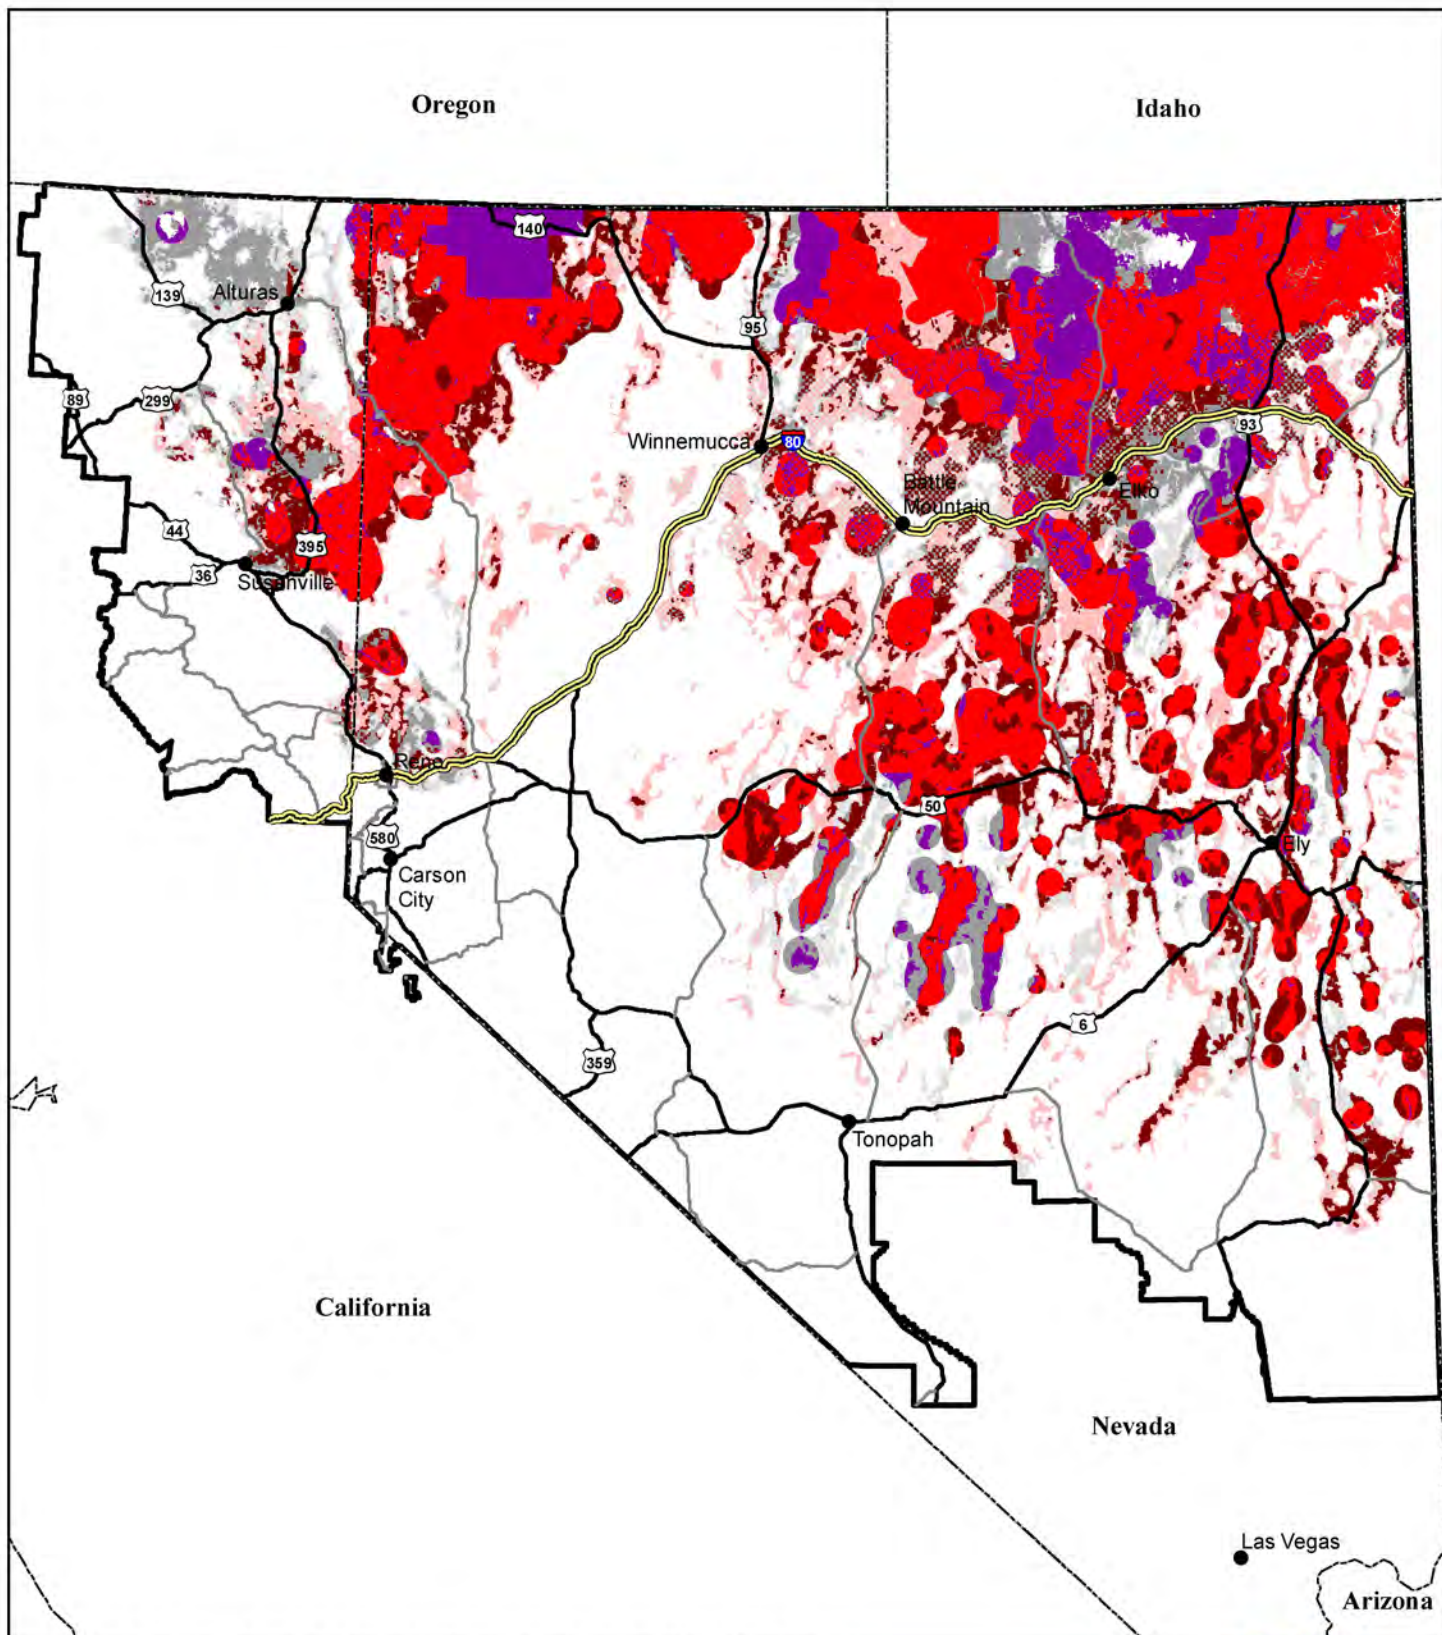 Oregon
Idaho
140
139
Alturas
95
89
299
93
Winnemucca
80
Battle
Mountain
Elko
44
395
36
Susanville
Reno
50
580
Ely
Carson
City
6
359
Tonopah
California
Nevada
Las Vegas
Arizona